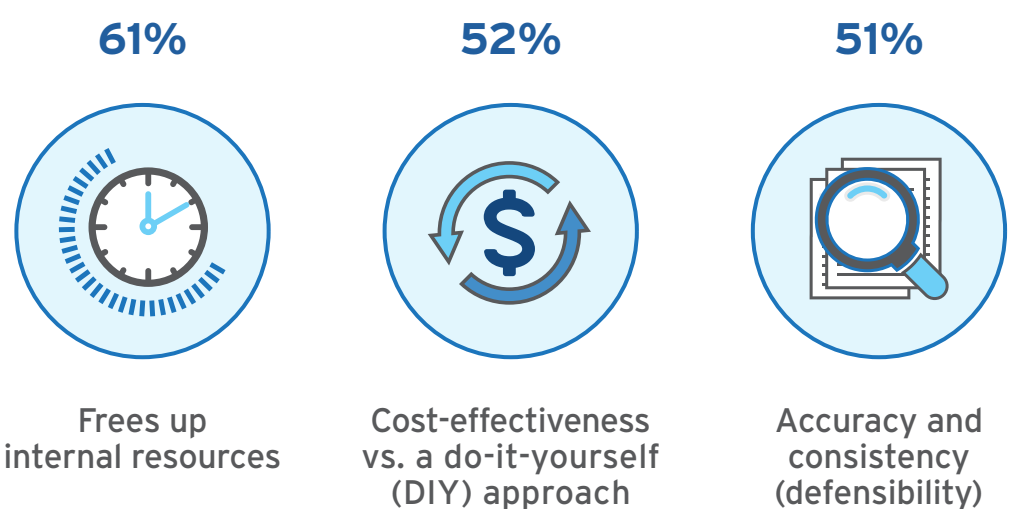 61%
52%
51%
$
Frees up
internal resources
Cost-effectiveness
vs. a do-it-yourself
(DIY) approach
Accuracy and
consistency
(defensibility)